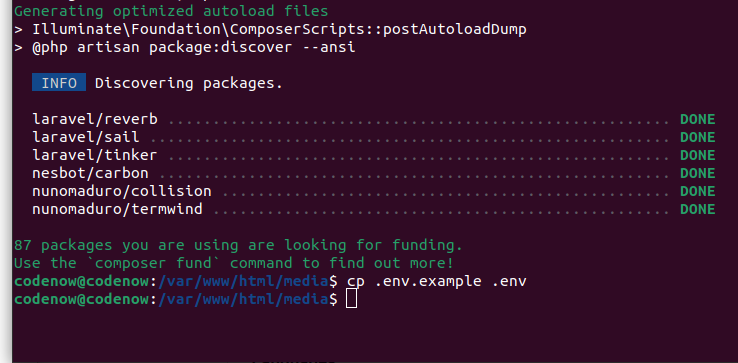 Generating optimized autoload files
> Illuminate\Foundation\ComposerScripts::postAutoloadDump
> @php artisan package:discover --ansi
INFO Discovering packages.
laravel/reverb ........................................................ DONE
laravel/sail .......................................................... DONE
laravel/tinker ........................................................ DONE
nesbot/carbon ......................................................... DONE
nunomaduro/collision .................................................. DONE
nunomaduro/termwind ................................................... DONE
87 packages you are using are looking for funding.
Use the `composer fund` command to find out more!
codenow@codenow:/var/www/html/media$ cp .env.example .env
codenow@codenow:/var/www/html/media$